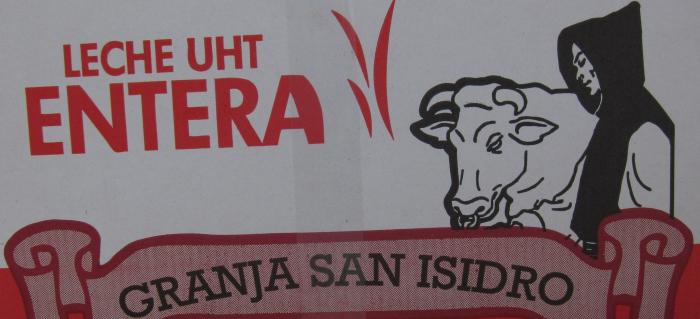 LECHE UHT
ENTERA
GRANJA SAN ISIDRO